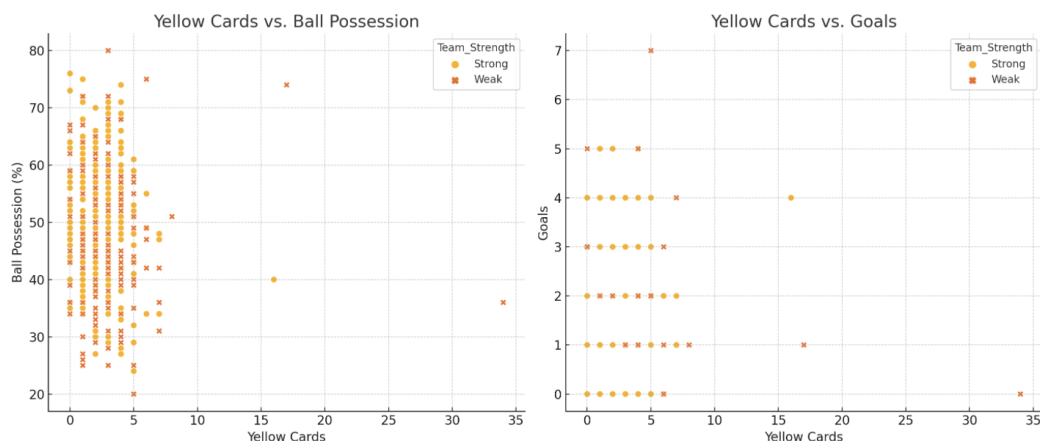 Yellow Cards vs. Ball Possession
Team_Strength
Strong
Weak
80
70
60
50
40
30
20
Ball Possession (%)
0 5 10 15 20 25 30 35
Yellow Cards
Yellow Cards vs. Goals
Team_Strength
Strong
Weak
7
6
5
4
3
2
1
0
Goals
0 5 10 15 20 25 30 35
Yellow Cards